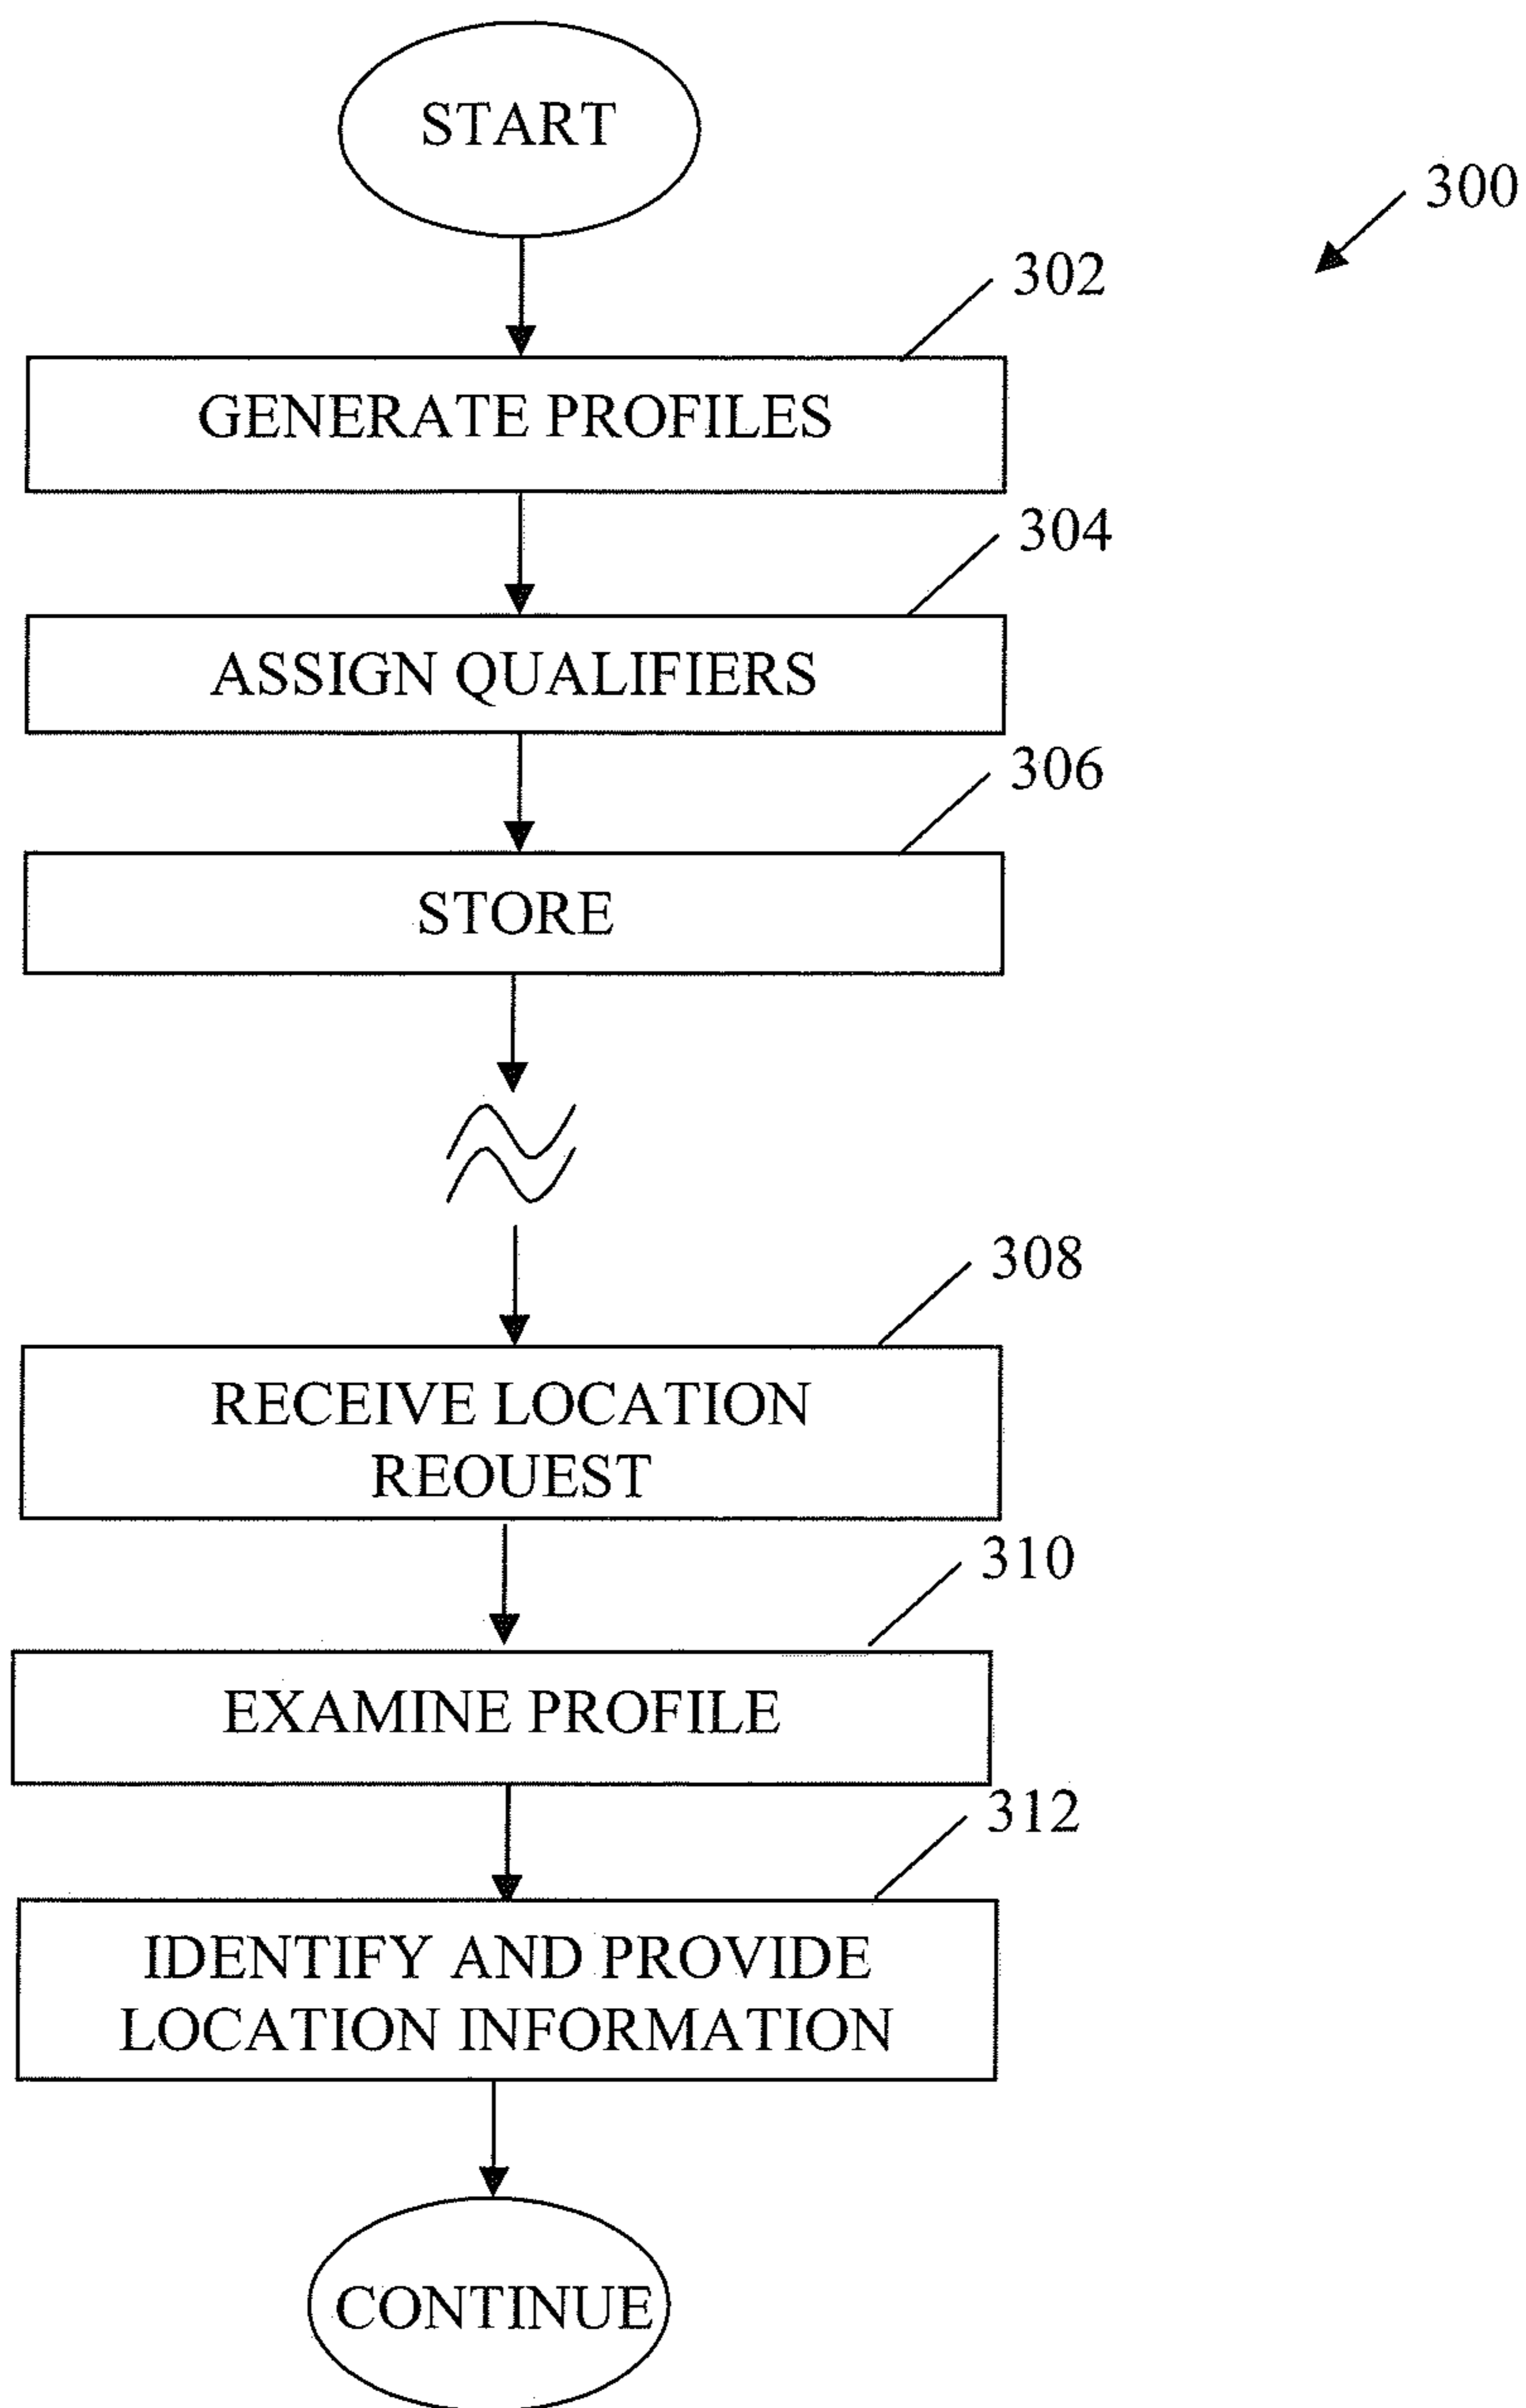 START
300
302
GENERATE PROFILES
304
ASSIGN QUALIFIERS
306
STORE
308
RECEIVE LOCATION
REOUEST
310
EXAMINE PROFILE
312
IDENTIFY AND PROVIDE
LOCATION INFORMATION
CONTINUE